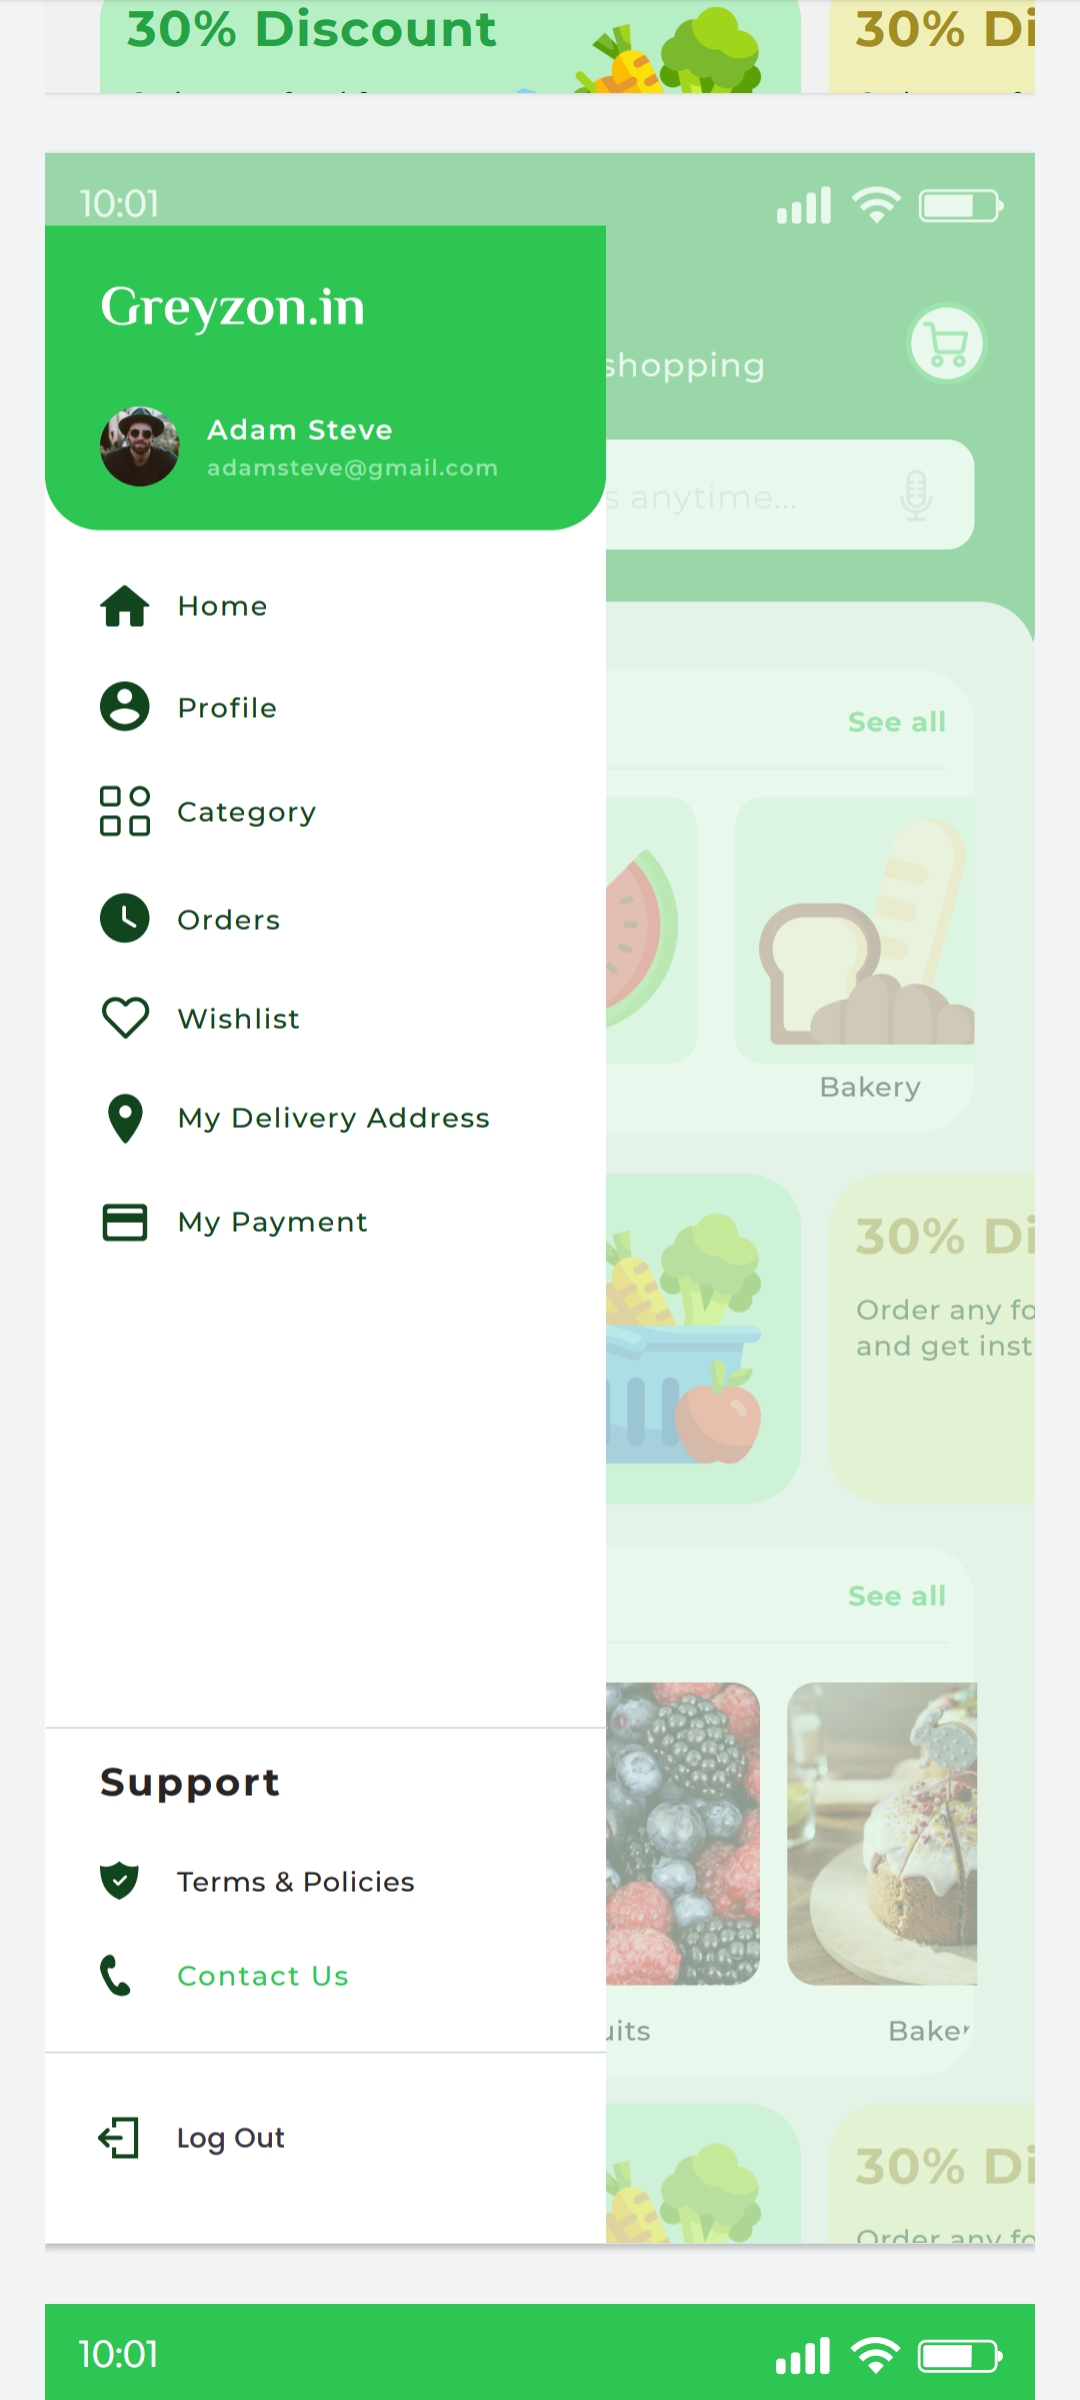 30% Discount
30% Di
10:01
Greyzon.in
shopping
Adam Steve
adamsteve@gmail.com
s anytime...
Home
Profile
See all
Category
Orders
Wishlist
Bakery
My Delivery Address
My Payment
30% Di
Order any fo
and get inst
See all
Support
Terms & Policies
Contact Us
uits
Baker
Log Out
30% Di
Order any fo
10:01